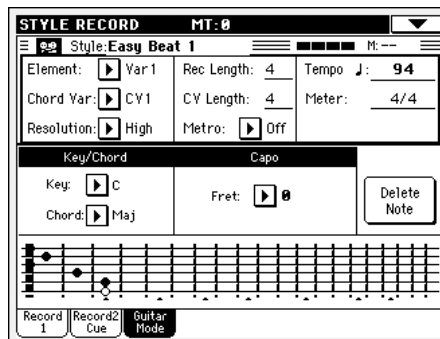 STYLE RECORD MT:0
Style:Easy Beat 1 M:--
Element: Var1 Rec Length: 4 Tempo ♩: 94
Chord Var: CV1 CV Length: 4 Meter: 4/4
Resolution: High Metro: Off
Key/Chord Capo
Key: C Fret: 0
Chord: Maj
Delete
Note
Record
1
Record2
Cue
Guitar
Mode